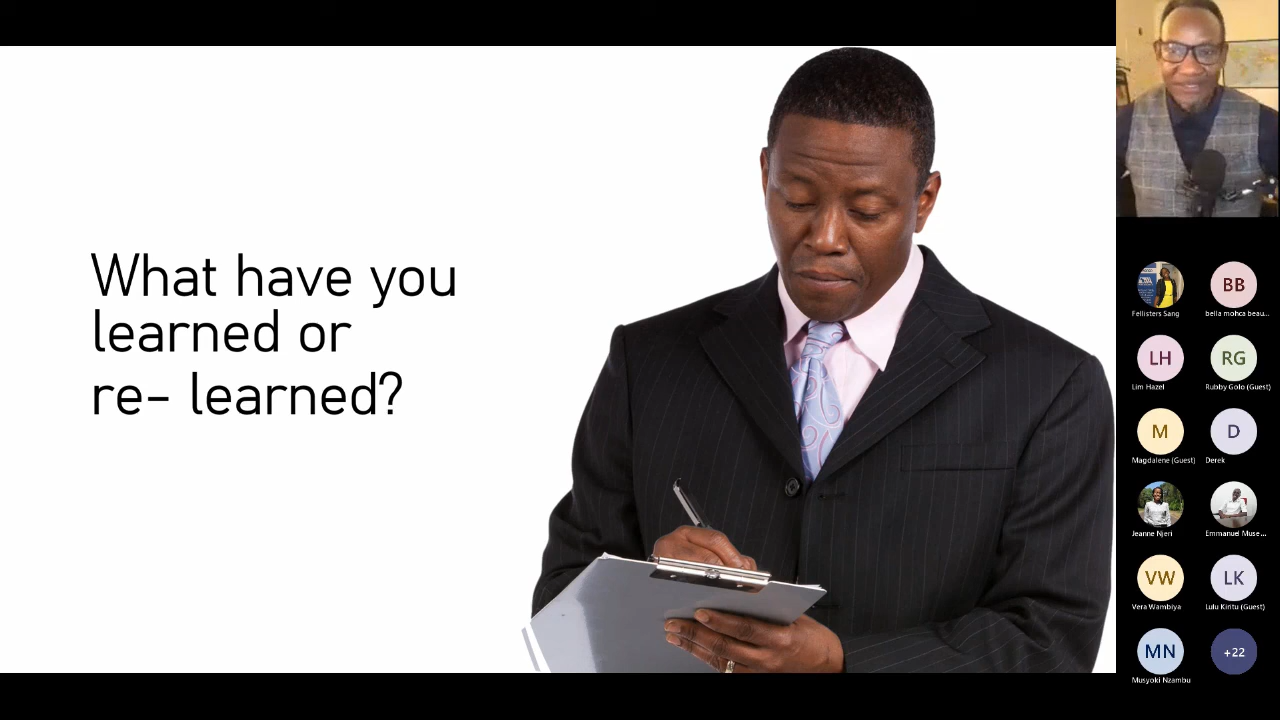 What have you
learned or
re- learned?
Fellisters Sang
BB
bella mohca beau...
LH
Lim Hazel
RG
Rubby Golo (Guest)
M
Magdalene (Guest)
D
Derek
Jeanne Njeri
Emmanuel Muse...
VW
Vera Wambiya
LK
Lulu Kiritu (Guest)
MN
Musyoki Nzambu
+22